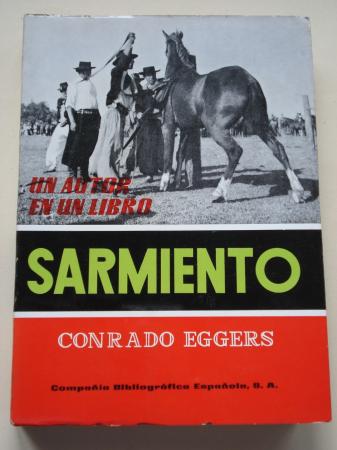 UN AUTOR
EN UN LIBRO
SARMIENTO
CONRADO EGGERS
Compañía Bibliográfica Española, S. A.